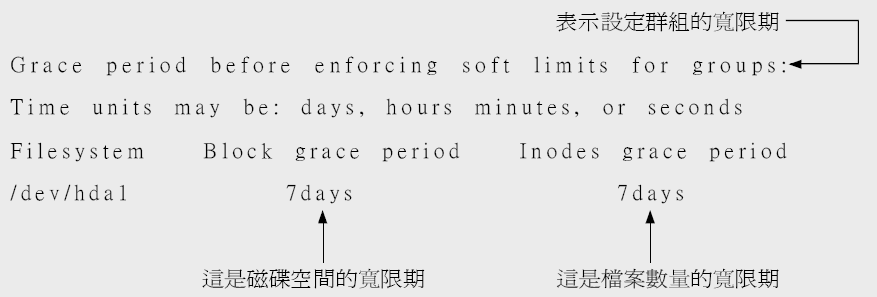 表示設定群組的寬限期
Grace period before enforcing soft limits for groups:
Time units may be: days, hours minutes, or seconds
Filesystem Block grace period Inodes grace period
/dev/hda1 7days 7days
這是磁碟空間的寬限期 這是檔案數量的寬限期